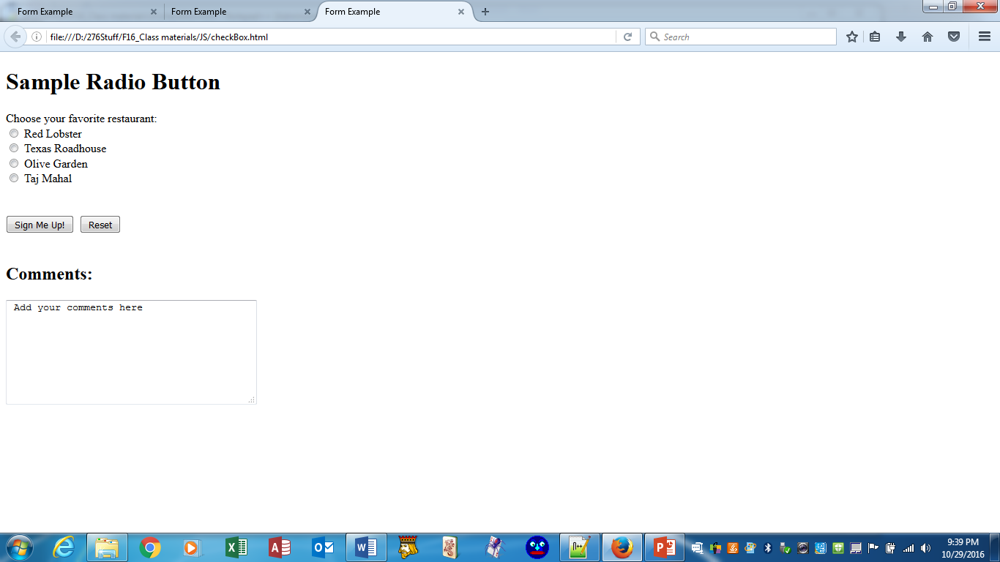 Form Example
Form Example
Form Example
file:///D:/276Stuff/F16_Class materials/JS/checkBox.html
Search
Sample Radio Button
Choose your favorite restaurant:
Red Lobster
Texas Roadhouse
Olive Garden
Taj Mahal
Sign Me Up!
Reset
Comments:
Add your comments here
9:39 PM
10/29/2016